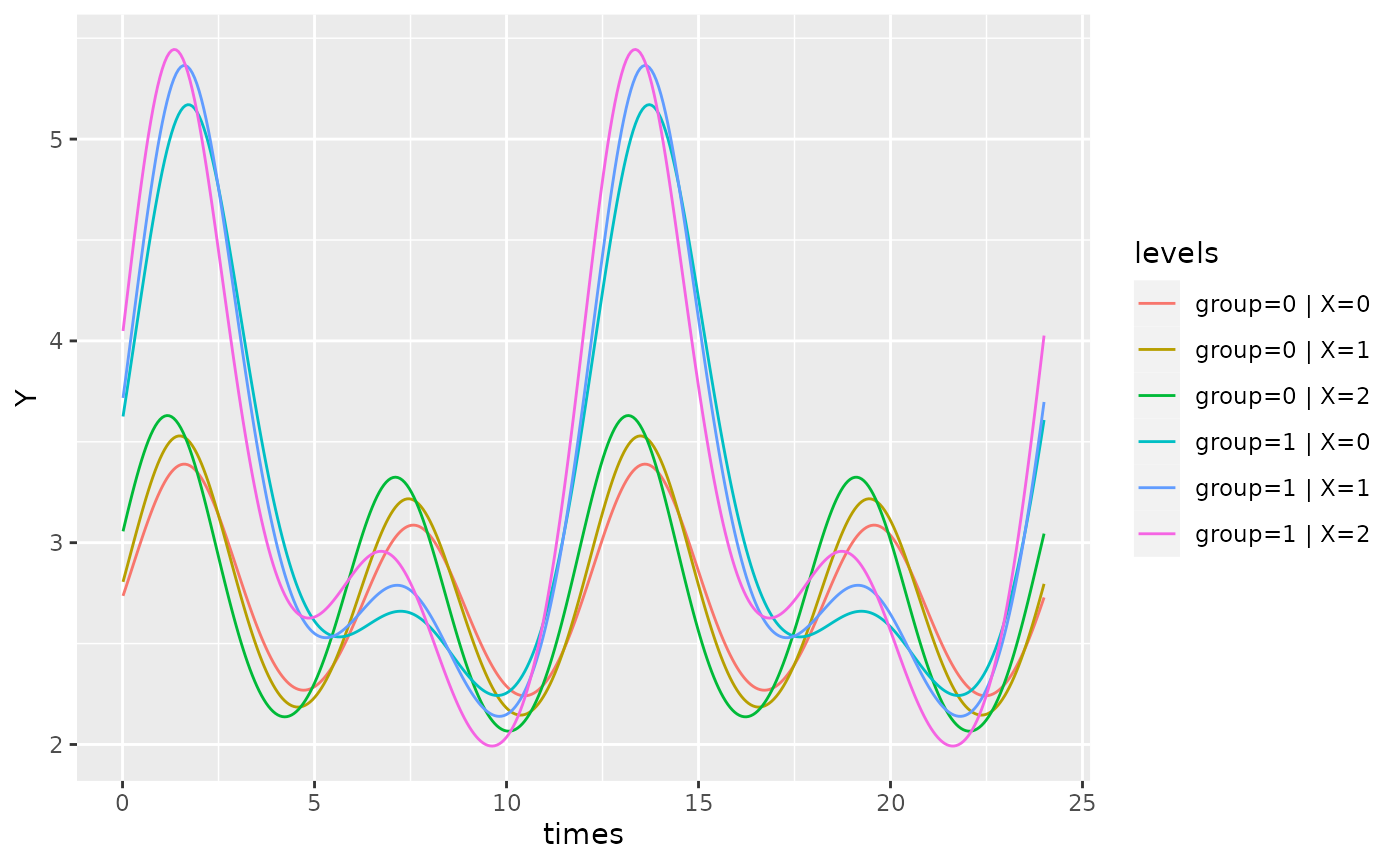 5
4
3
2
Y
0
5
10
15
20
25
times
levels
group=0 | X=0
group=0 | X=1
group=0 | X=2
group=1 | X=0
group=1 | X=1
group=1 | X=2